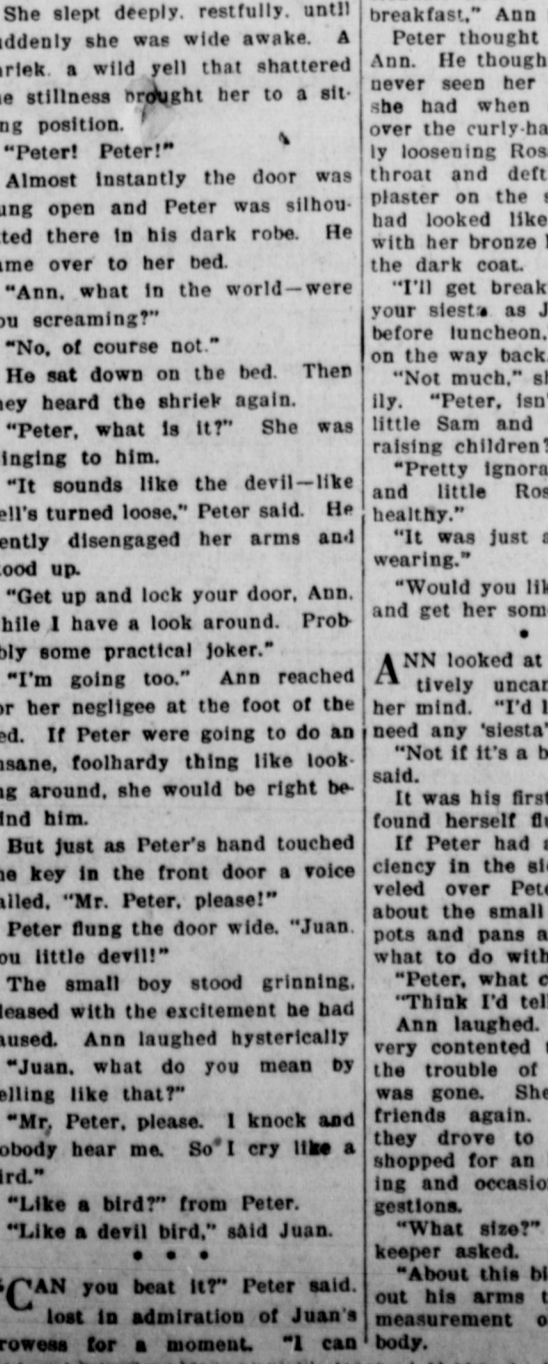 She slept deeply, restfully, until
uddenly she was wide awake. A
hriek, a wild yell that shattered
he stillness brought her to a sit-
ng position.
"Peter! Peter!"
Almost instantly the door was
ung open and Peter was silhou-
tted there in his dark robe. He
ame over to her bed.
"Ann, what in the world—were
ou screaming?"
"No, of course not."
He sat down on the bed. Then
hey heard the shriek again.
"Peter, what is it?" She was
inging to him.
"It sounds like the devil—like
ell's turned loose," Peter said. He
ently disengaged her arms and
tood up.
"Get up and lock your door, Ann,
hile I have a look around. Prob-
bly some practical joker."
"I'm going too." Ann reached
or her negligee at the foot of the
ed. If Peter were going to do an
nsane, foolhardy thing like look-
ng around, she would be right be-
ind him.
But just as Peter's hand touched
he key in the front door a voice
alled, "Mr. Peter, please!"
Peter flung the door wide. "Juan,
ou little devil!"
The small boy stood grinning,
leased with the excitement he had
aused. Ann laughed hysterically
"Juan, what do you mean by
elling like that?"
"Mr. Peter, please. I knock and
obody hear me. So I cry like a
ird."
"Like a bird?" from Peter.
"Like a devil bird," said Juan.
• • •
"CAN you beat it?" Peter said,
lost in admiration of Juan's
rowess for a moment. "I can
breakfast," Ann
Peter thought
Ann. He though
never seen her
she had when
over the curly-ha
ly loosening Ros
throat and deft
plaster on the s
had looked like
with her bronze
the dark coat.
"I'll get break
your siesta as J
before luncheon,
on the way back.
"Not much," sh
ily. "Peter, isn'
little Sam and
raising children?
"Pretty ignora
and little Ros
healthy."
"It was just a
wearing."
"Would you lik
and get her som
•
ANN looked at
tively uncan
her mind. "I'd l
need any 'siesta'
"Not if it's a b
said.
It was his first
found herself flu
If Peter had a
ciency in the sic
veled over Pete
about the small
pots and pans a
what to do with
"Peter, what c
"Think I'd tel
Ann laughed.
very contented
the trouble of
was gone. She
friends again.
they drove to
shopped for an
ing and occasio
gestions.
"What size?"
keeper asked.
"About this bi
out his arms t
measurement o
body.